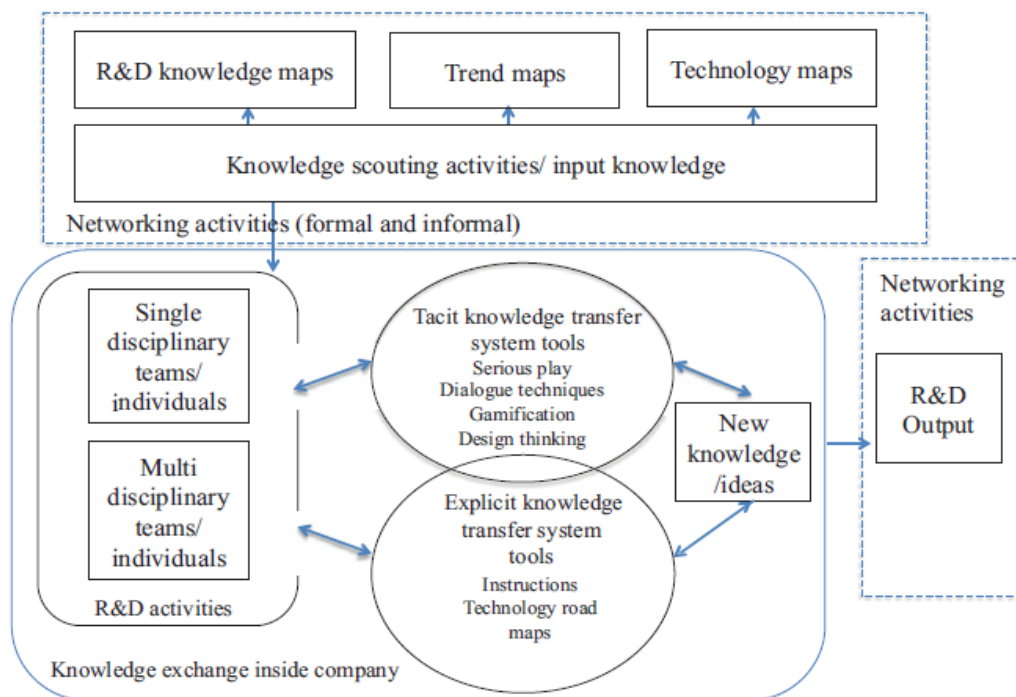 R&D knowledge maps
Trend maps
Technology maps
Knowledge scouting activities/ input knowledge
Networking activities (formal and informal)
Single
disciplinary
teams/
individuals
Multi
disciplinary
teams/
individuals
R&D activities
Knowledge exchange inside company
Tacit knowledge transfer
system tools
Serious play
Dialogue techniques
Gamification
Design thinking
Explicit knowledge
transfer system
tools
Instructions
Technology road
maps
New
knowledge
/ideas
Networking
activities
R&D
Output